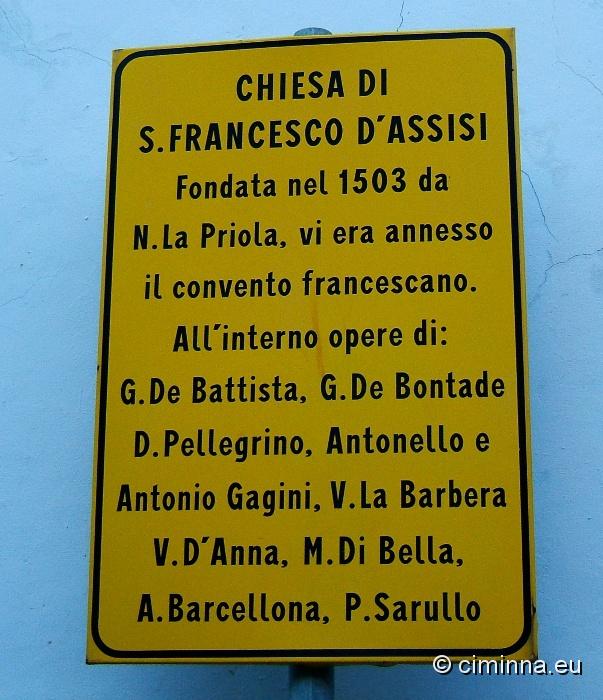 CHIESA DI
S.FRANCESCO D'ASSISI
Fondata nel 1503 da
N.La Priola, vi era annesso
il convento francescano.
All'interno opere di:
G.De Battista, G.De Bontade
D.Pellegrino, Antonello e
Antonio Gagini, V.La Barbera
V.D'Anna, M.Di Bella,
A.Barcellona, P.Sarullo
© ciminna.eu